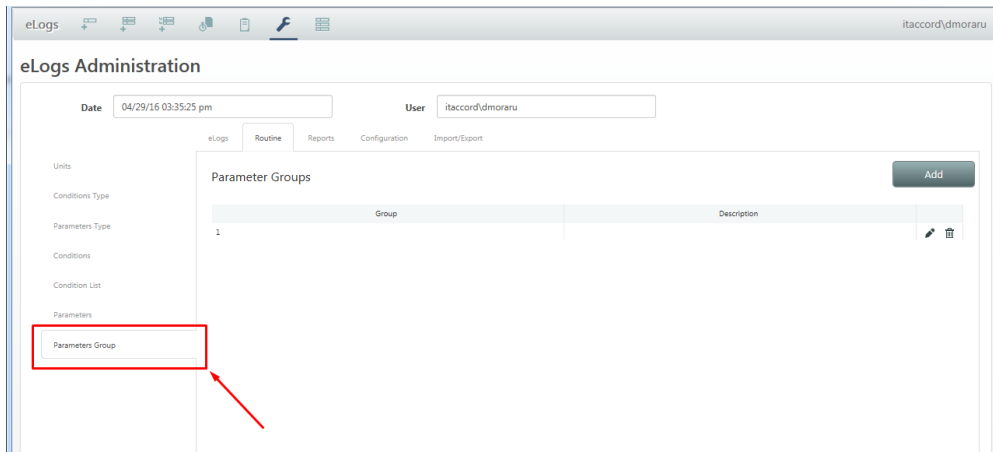 eLogs
itaccord\dmoraru
eLogs Administration
Date 04/29/16 03:35:25 pm User itaccord\dmoraru
eLogs Routine Reports Configuration Import/Export
Units
Conditions Type
Parameters Type
Conditions
Condition List
Parameters
Parameters Group
Parameter Groups
Add
Group Description
1